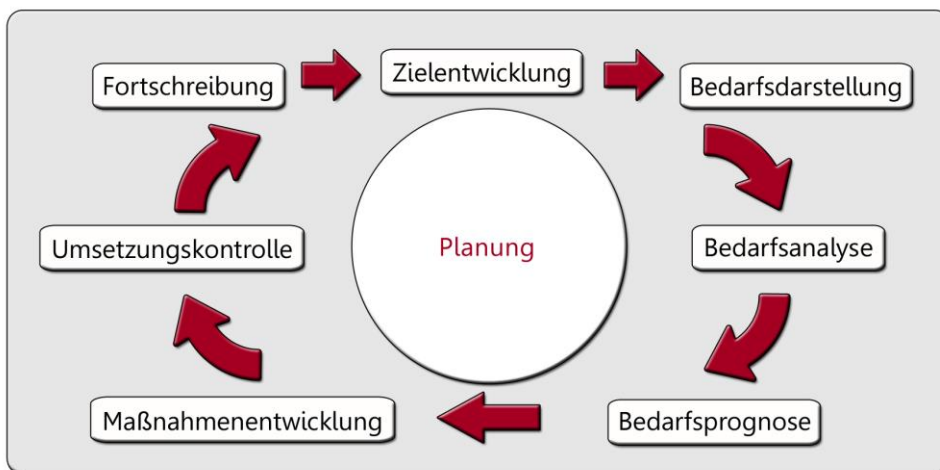 Fortschreibung
Zielentwicklung
Bedarfsdarstellung
Umsetzungskontrolle
Planung
Bedarfsanalyse
Maßnahmenentwicklung
Bedarfsprognose